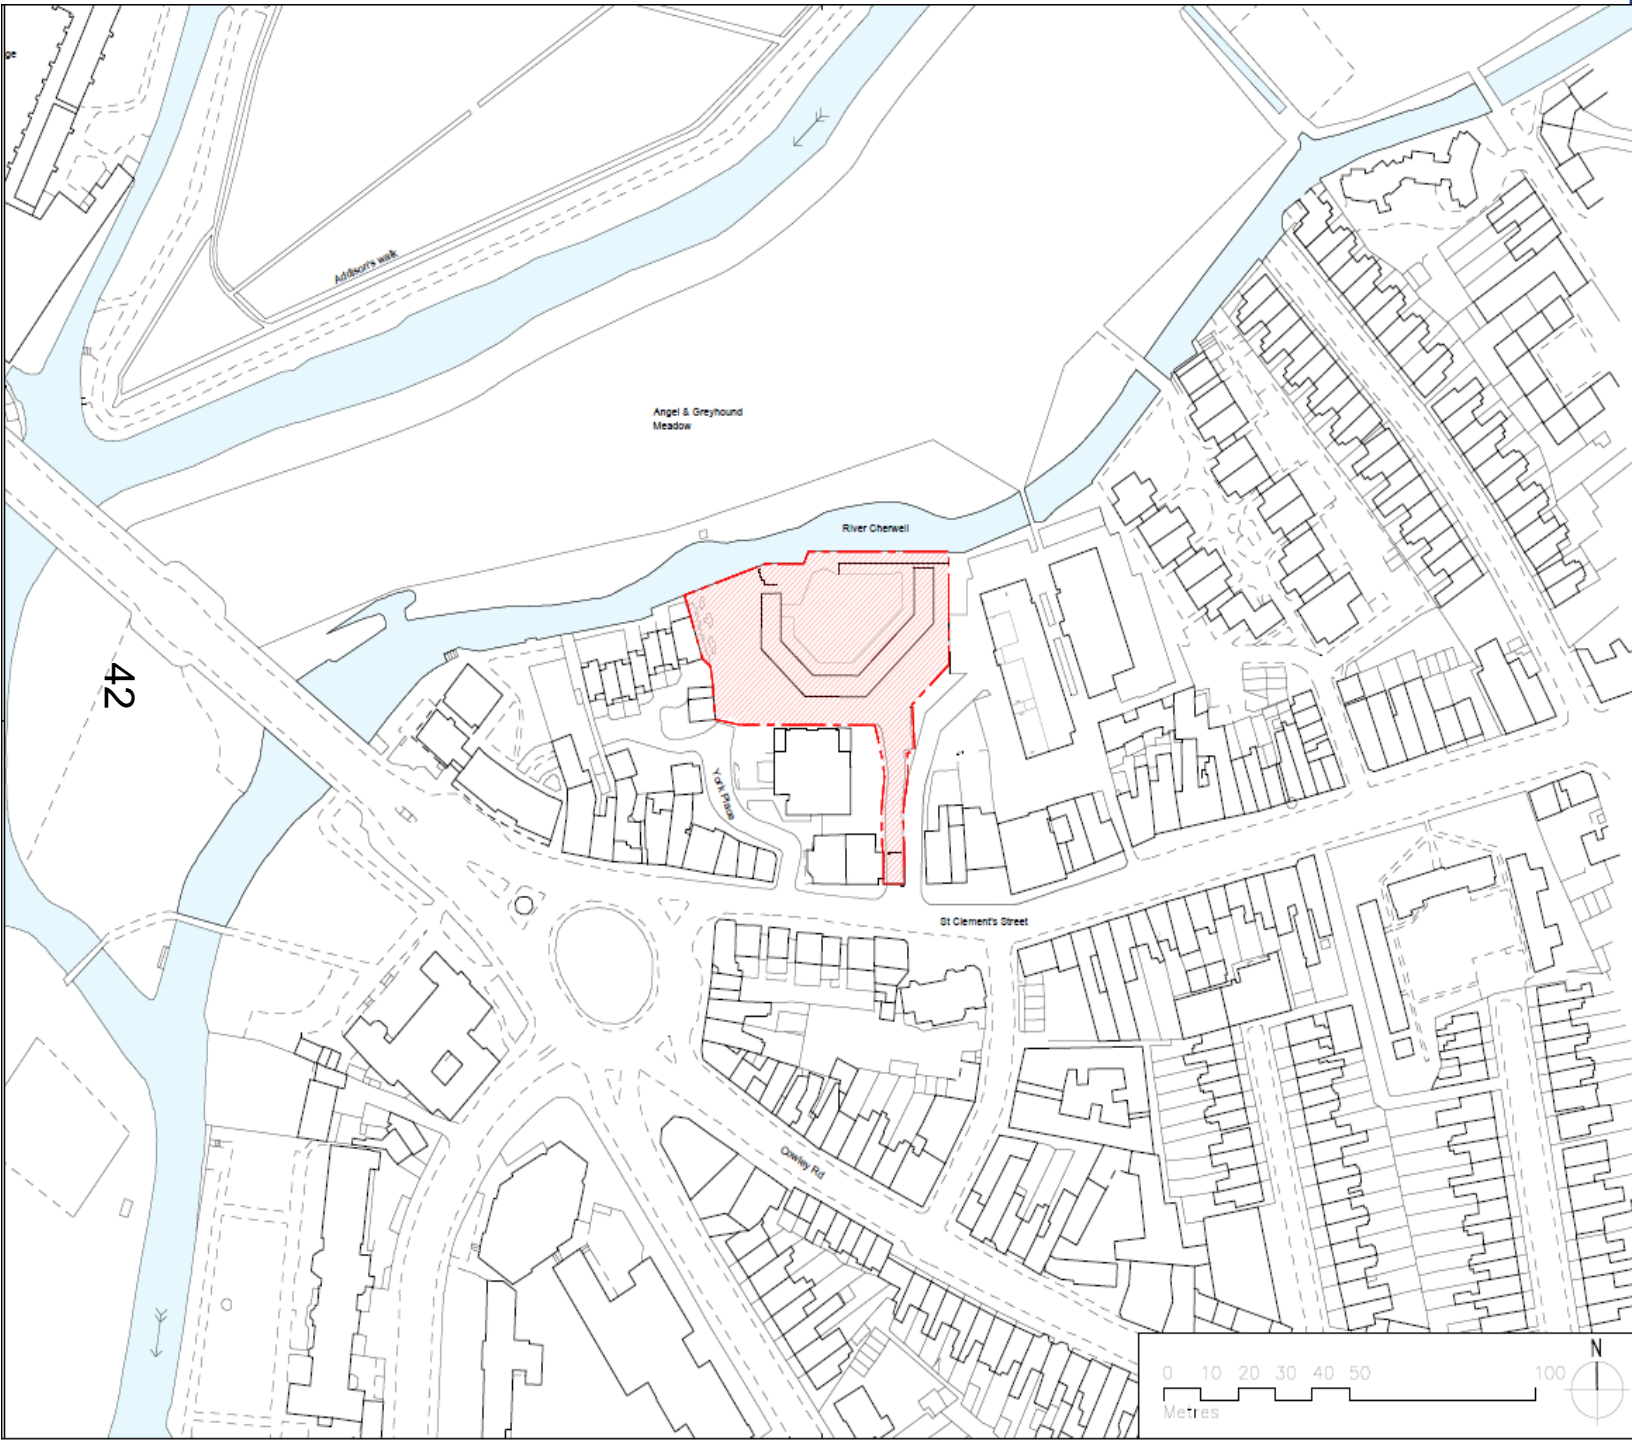 ge
Addison's walk
Angel & Greyhound
Meadow
River Cherwell
42
York Place
St Clement's Street
Cowley Rd
N
0 10 20 30 40 50 100
Metres